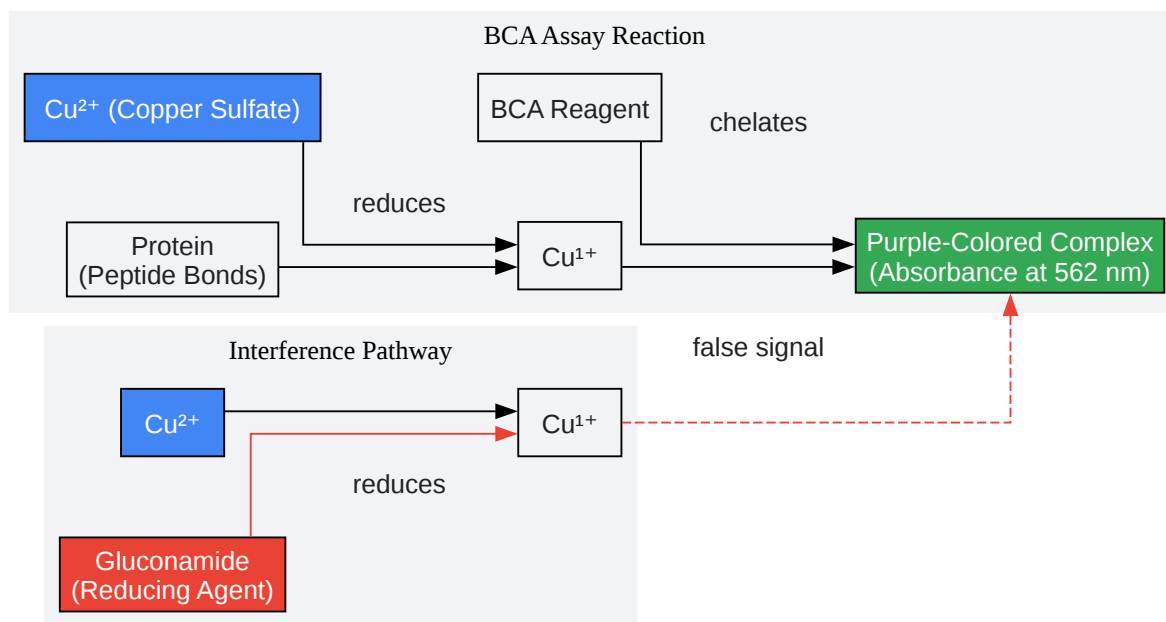 BCA Assay Reaction
Cu²⁺ (Copper Sulfate)
BCA Reagent
chelates
reduces
Protein
(Peptide Bonds)
Cu¹⁺
Purple-Colored Complex
(Absorbance at 562 nm)
Interference Pathway
false signal
Cu²⁺
Cu¹⁺
reduces
Gluconamide
(Reducing Agent)